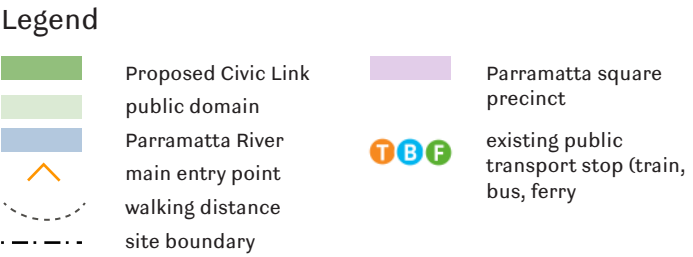 Legend
Proposed Civic Link
public domain
Parramatta River
main entry point
walking distance
site boundary
Parramatta square
precinct
T B F
existing public
transport stop (train,
bus, ferry